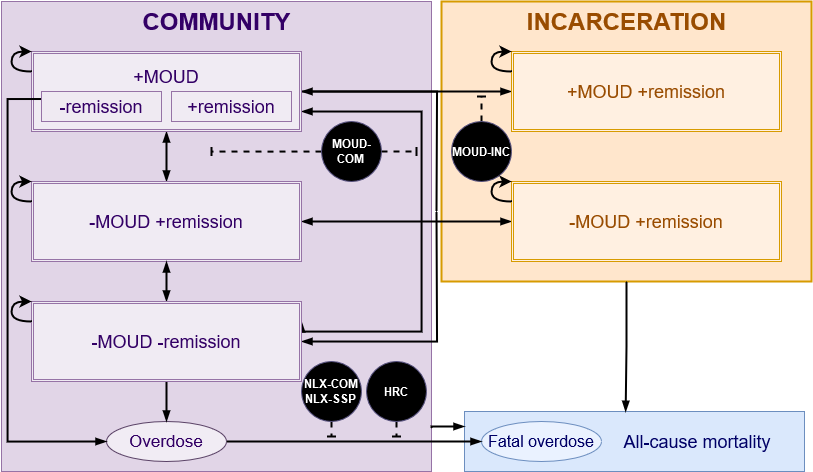 COMMUNITY
INCARCERATION
+MOUD
-remission
+remission
+MOUD +remission
MOUD-
COM
MOUD-INC
-MOUD +remission
-MOUD +remission
-MOUD -remission
NLX-COM
NLX-SSP
HRC
Overdose
Fatal overdose
All-cause mortality